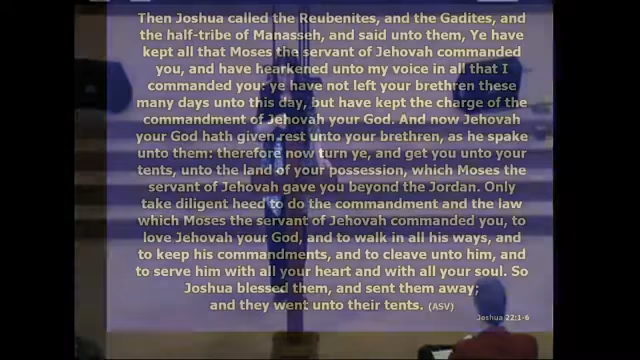 Then Joshua called the Reubenites, and the Gadites, and
the half-tribe of Manasseh, and said unto them, Ye have
kept all that Moses the servant of Jehovah commanded
you, and have hearkened unto my voice in all that I
commanded you: ye have not left your brethren these
many days unto this day, but have kept the charge of the
commandment of Jehovah your God. And now Jehovah
your God hath given rest unto your brethren, as he spake
unto them: therefore now turn ye, and get you unto your
tents, unto the land of your possession, which Moses the
servant of Jehovah gave you beyond the Jordan. Only
take diligent heed to do the commandment and the law
which Moses the servant of Jehovah commanded you, to
love Jehovah your God, and to walk in all his ways, and
to keep his commandments, and to cleave unto him, and
to serve him with all your heart and with all your soul. So
Joshua blessed them, and sent them away;
and they went unto their tents. (ASV)
Joshua 22:1-6